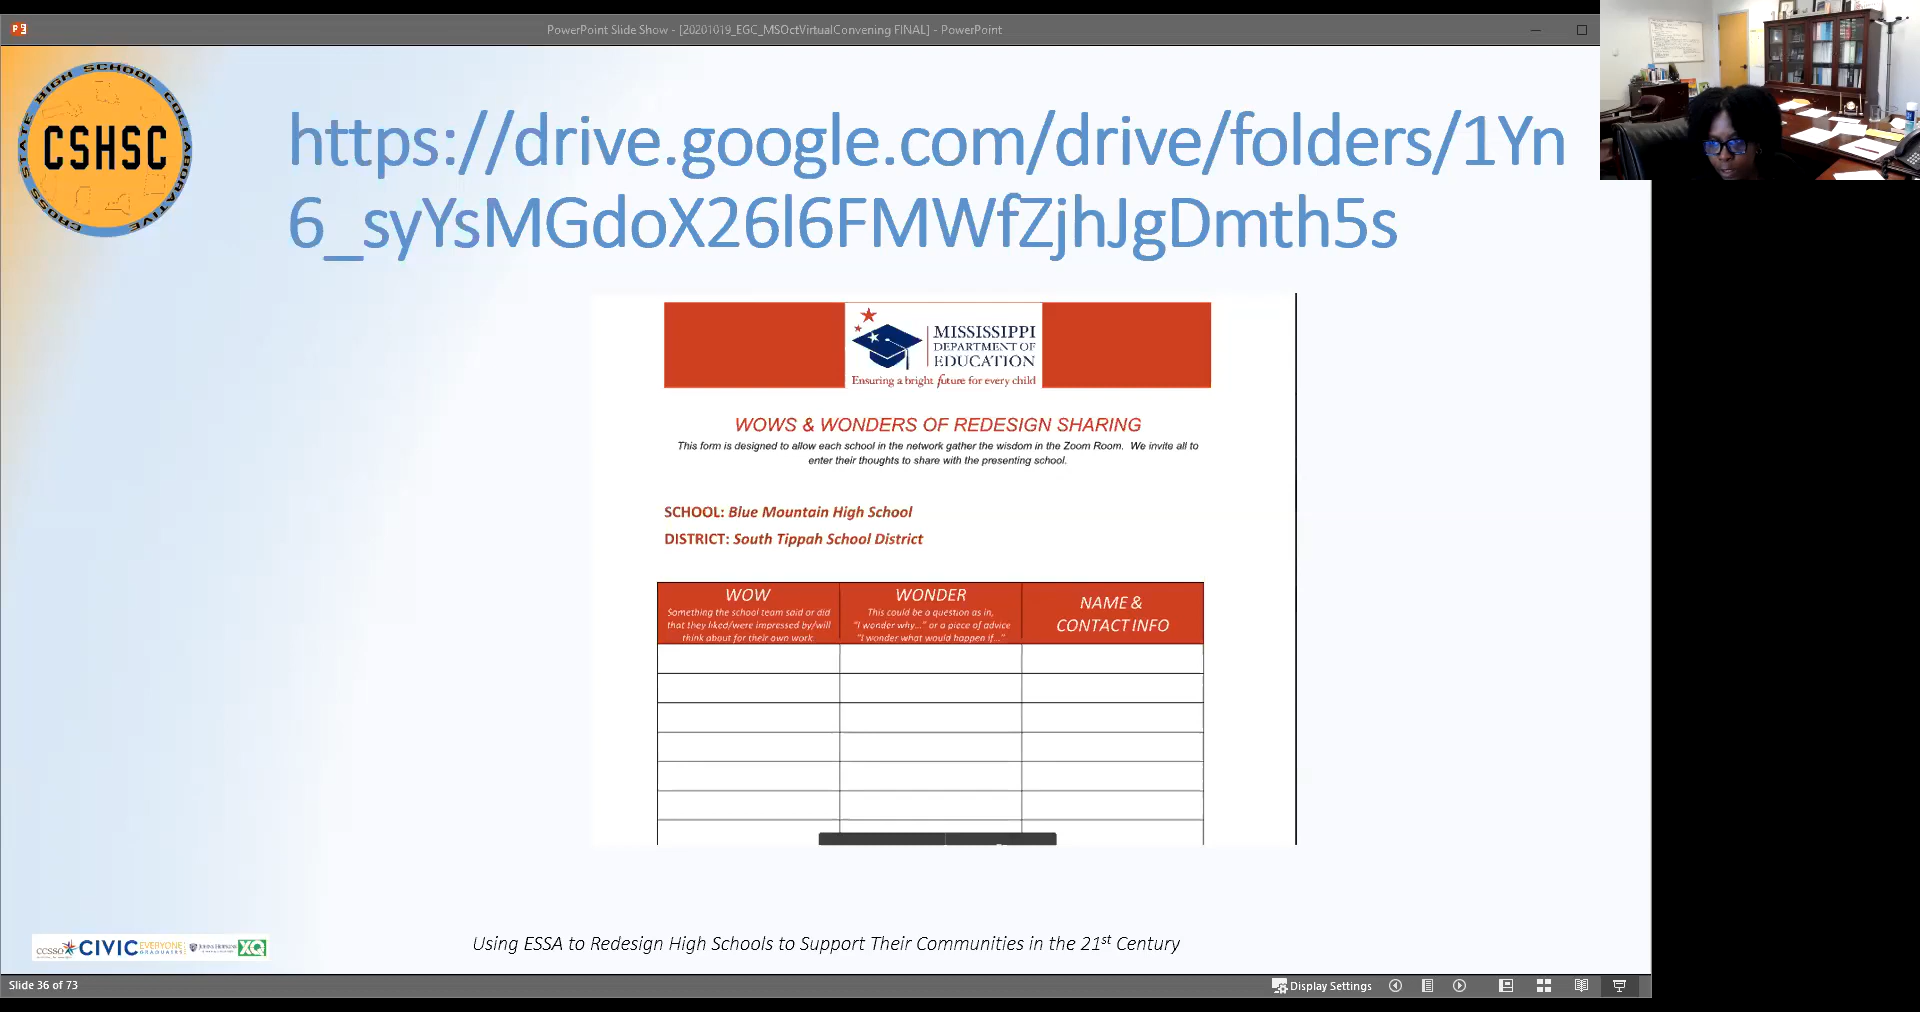 PowerPoint Slide Show - [20201019_EGC_MSOctVirtualConvening FINAL] - PowerPoint
CROSS STATE HIGH SCHOOL COLLABORATIVE
CSHSC
https://drive.google.com/drive/folders/1Yn
6_syYsMGdoX26l6FMWfZjhJgDmth5s
MISSISSIPPI
DEPARTMENT OF
EDUCATION
Ensuring a bright future for every child
WOWS & WONDERS OF REDESIGN SHARING
This form is designed to allow each school in the network gather the wisdom in the Zoom Room. We invite all to
enter their thoughts to share with the presenting school.
SCHOOL: Blue Mountain High School
DISTRICT: South Tippah School District
WOW
Something the school team said or did
that they liked/were impressed by/will
think about for their own work.
WONDER
This could be a question as in,
"I wonder why..." or a piece of advice
"I wonder what would happen if..."
NAME &
CONTACT INFO
CCSSO CIVIC EVERYONE GRADUATES JOHNS HOPKINS XQ
Using ESSA to Redesign High Schools to Support Their Communities in the 21st Century
Slide 36 of 73
Display Settings